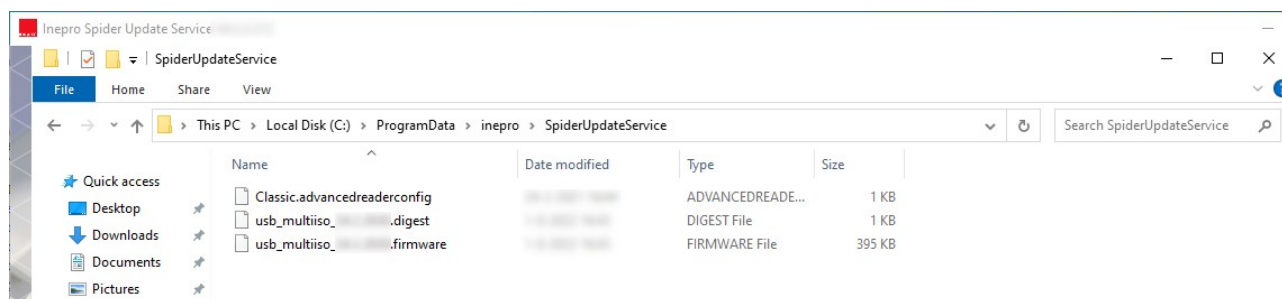 Inepro Spider Update Service
SpiderUpdateService
File Home Share View
This PC > Local Disk (C:) > ProgramData > inepro > SpiderUpdateService
Search SpiderUpdateService
Name Date modified Type Size
Quick access
Classic.advancedreaderconfig ADVANCEDREADE... 1 KB
Desktop
usb_multiiso_ .digest DIGEST File 1 KB
Downloads
usb_multiiso_ .firmware FIRMWARE File 395 KB
Documents
Pictures